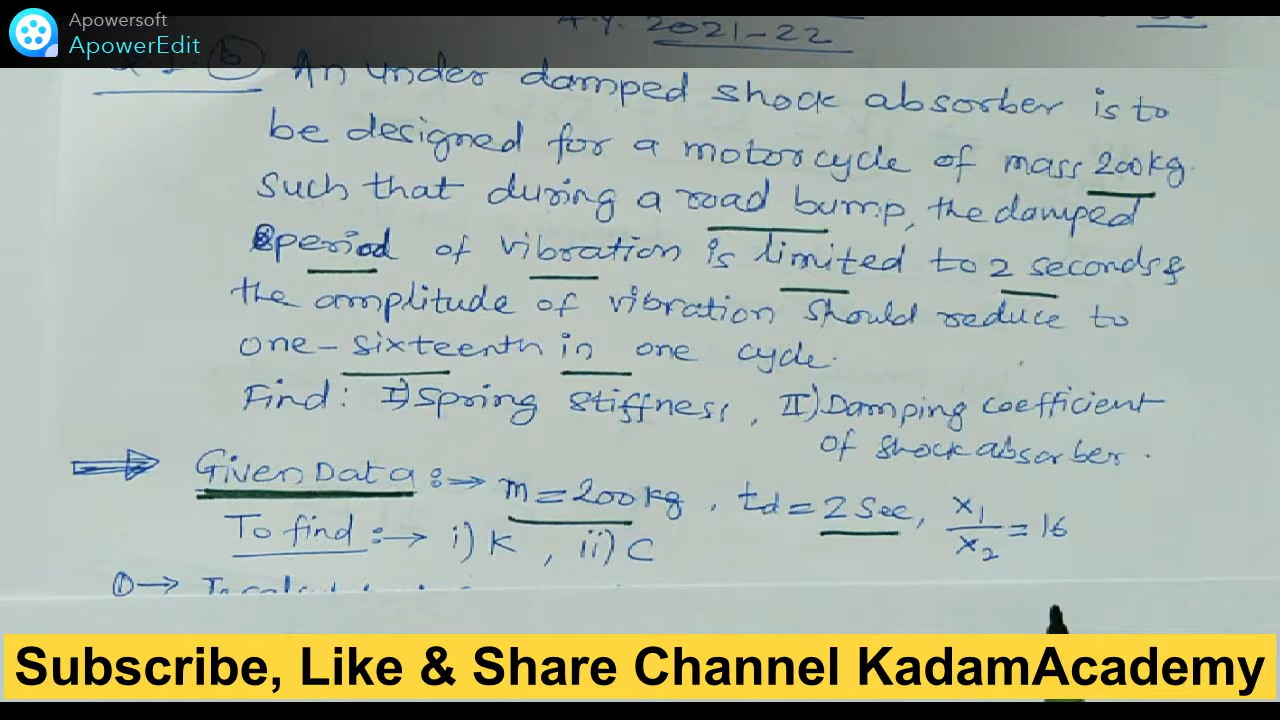 Apowersoft
ApowerEdit
A.Y. 2021-22
b) An under damped shock absorber is to
be designed for a motorcycle of mass 200kg.
such that during a road bump, the damped
period of vibration is limited to 2 seconds &
the amplitude of vibration should reduce to
one-sixteenth in one cycle.
Find: I) Spring stiffness, II) Damping coefficient
of shock absorber.
⇒ Given Data :→ m = 200kg, td = 2 Sec, x1/x2 = 16
To find :→ i) K, ii) C
①→
Subscribe, Like & Share Channel KadamAcademy